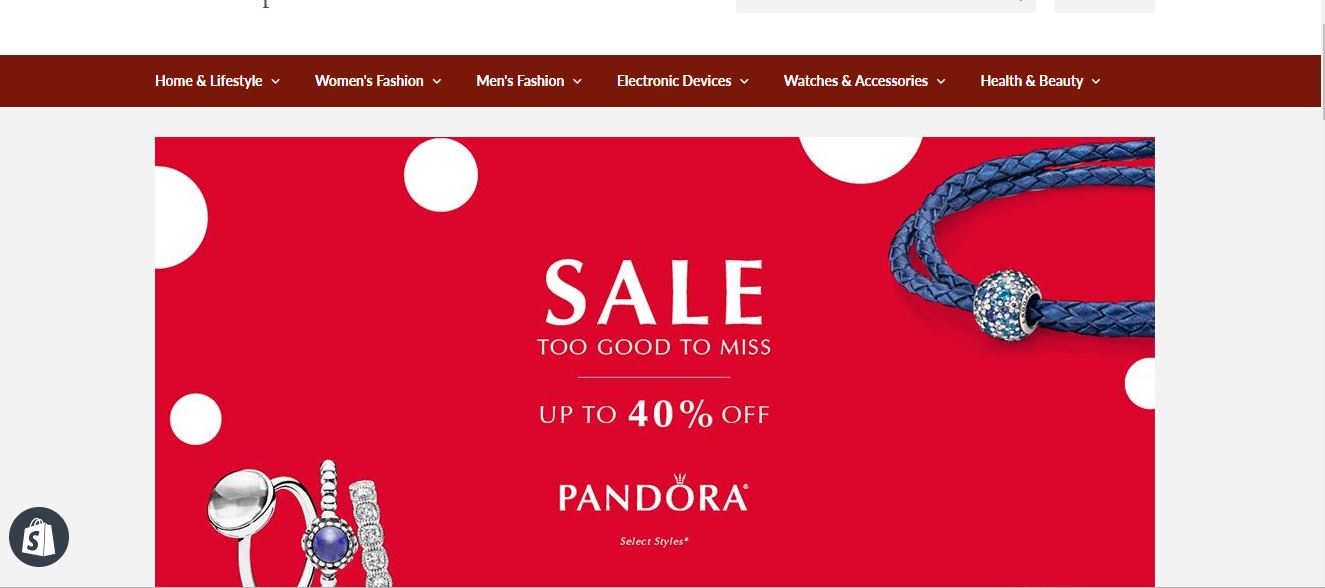 Home & Lifestyle Women's Fashion Men's Fashion Electronic Devices Watches & Accessories Health & Beauty
SALE
TOO GOOD TO MISS
UP TO 40% OFF
PANDORA®
Select Styles*